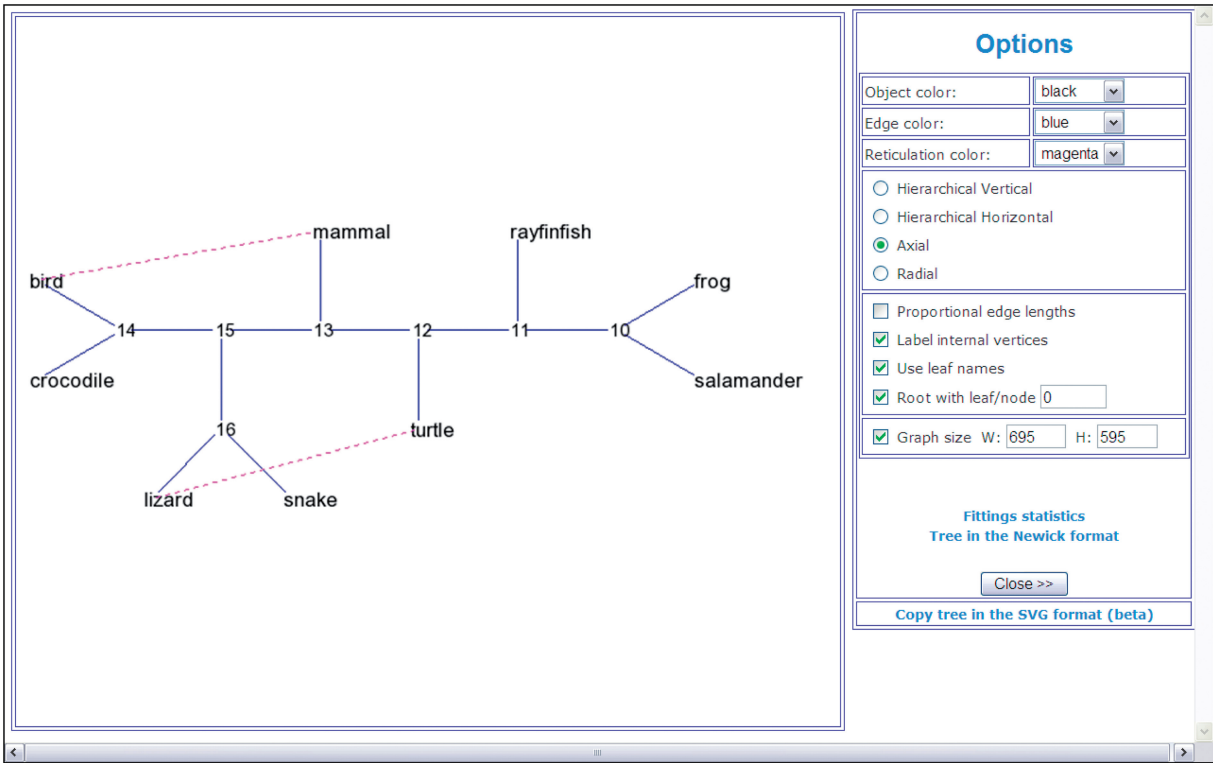 mammal
rayfinfish
bird
frog
14 15 13 12 11 10
crocodile
salamander
16
turtle
lizard
snake
Options
Object color: black
Edge color: blue
Reticulation color: magenta
Hierarchical Vertical
Hierarchical Horizontal
Axial
Radial
Proportional edge lengths
Label internal vertices
Use leaf names
Root with leaf/node 0
Graph size W: 695 H: 595
Fittings statistics
Tree in the Newick format
Close >>
Copy tree in the SVG format (beta)